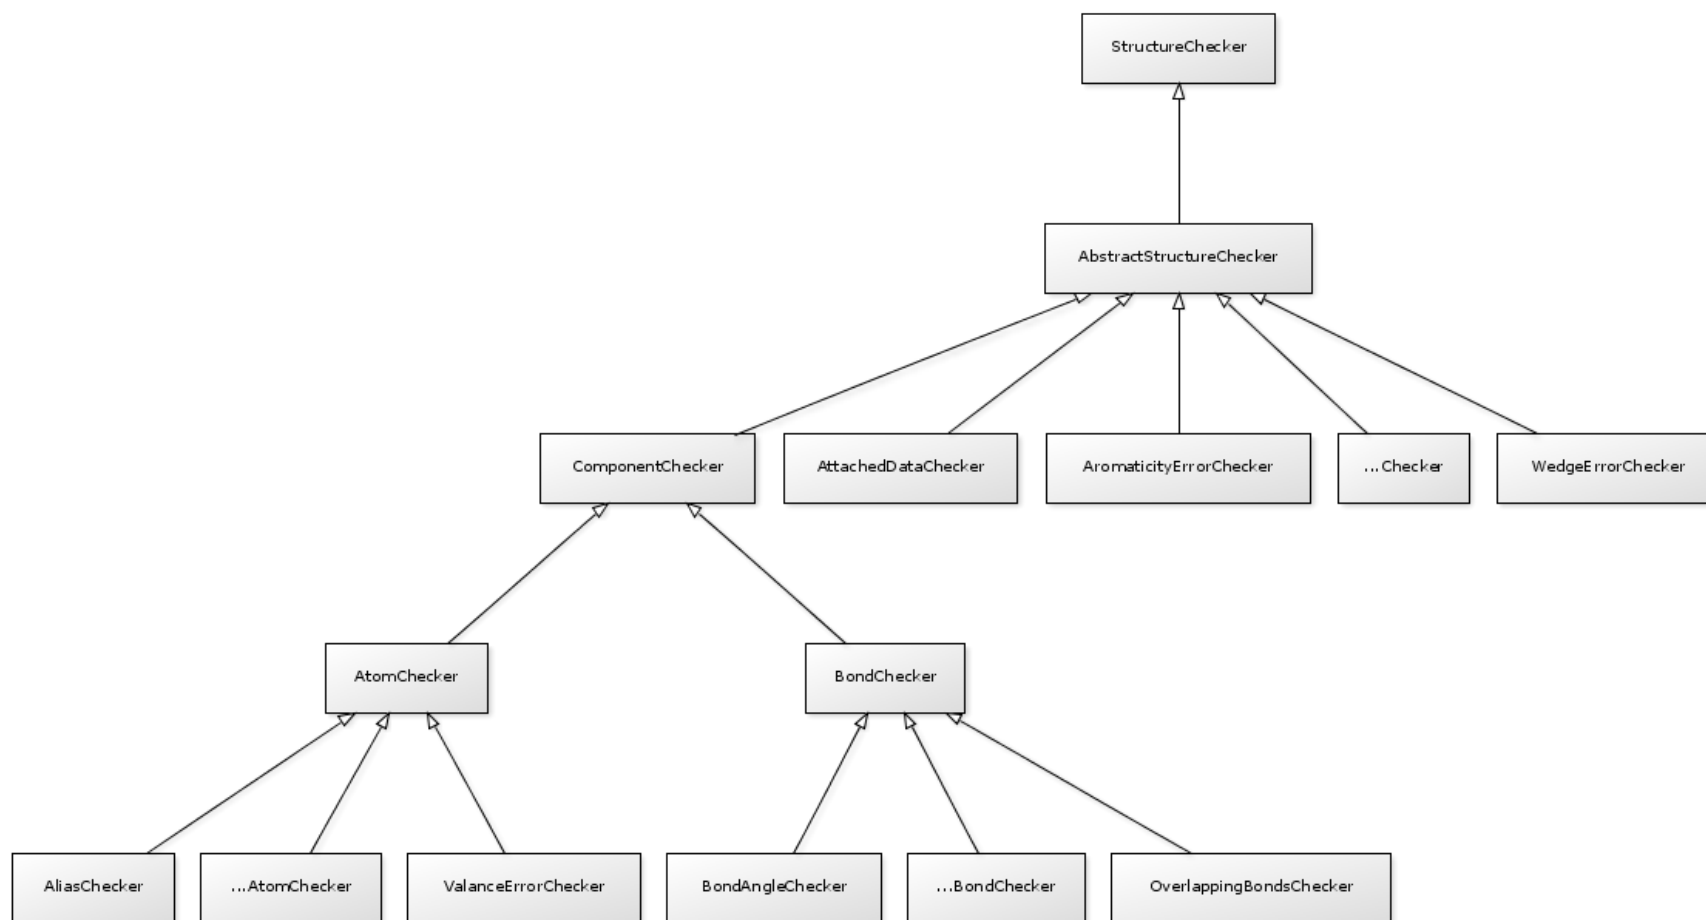 StructureChecker
AbstractStructureChecker
ComponentChecker
AttachedDataChecker
AromaticityErrorChecker
...Checker
WedgeErrorChecker
AtomChecker
BondChecker
AliasChecker
...AtomChecker
ValanceErrorChecker
BondAngleChecker
...BondChecker
OverlappingBondsChecker